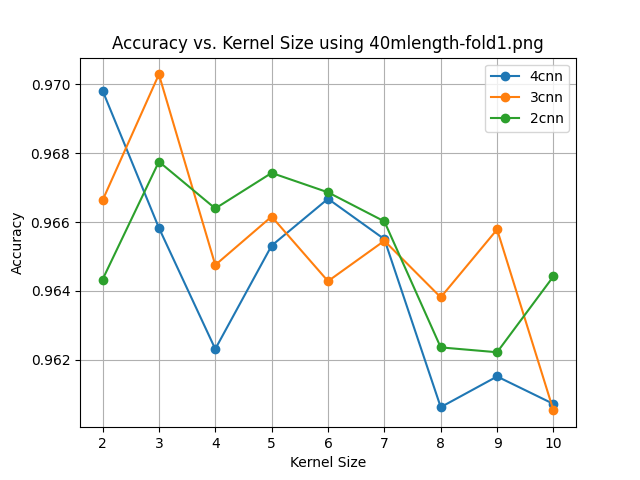 Accuracy vs. Kernel Size using 40mlength-fold1.png
4cnn
3cnn
2cnn
0.970
0.968
0.966
0.964
0.962
Accuracy
2 3 4 5 6 7 8 9 10
Kernel Size